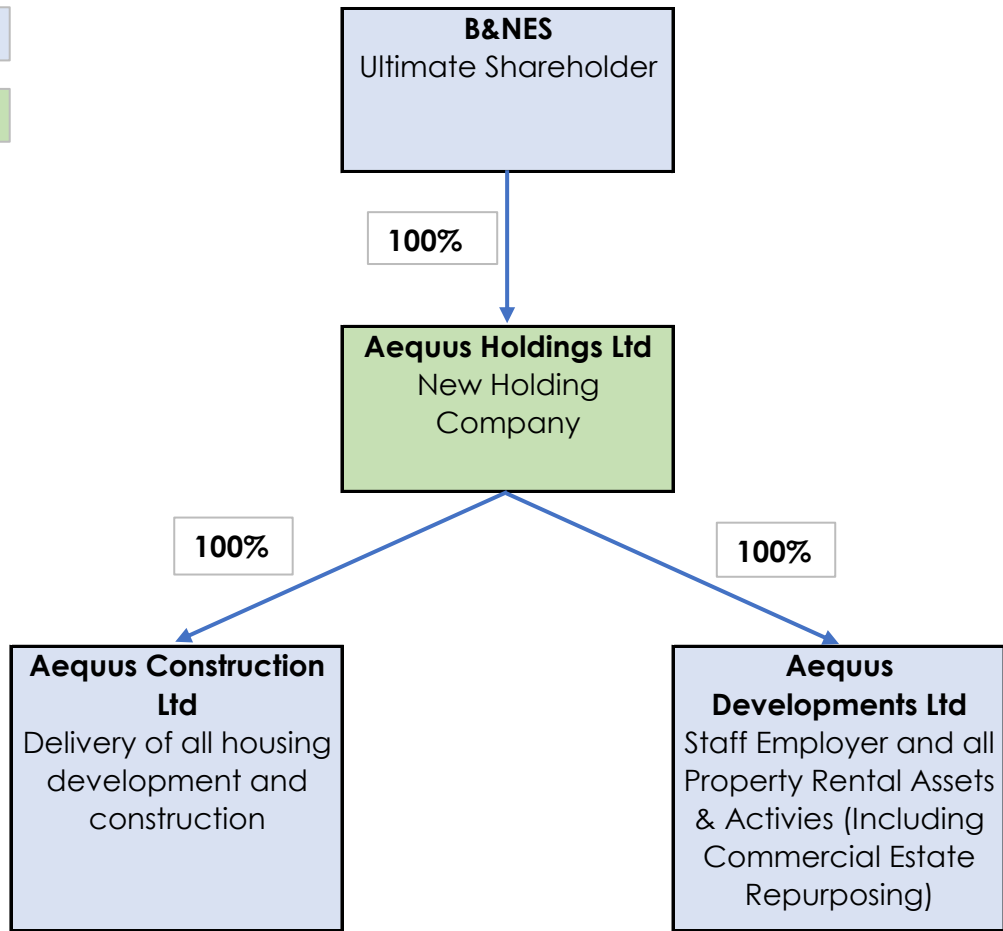 B&NES
Ultimate Shareholder
100%
Aequus Holdings Ltd
New Holding
Company
100%
100%
Aequus Construction
Ltd
Delivery of all housing
development and
construction
Aequus
Developments Ltd
Staff Employer and all
Property Rental Assets
& Activies (Including
Commercial Estate
Repurposing)